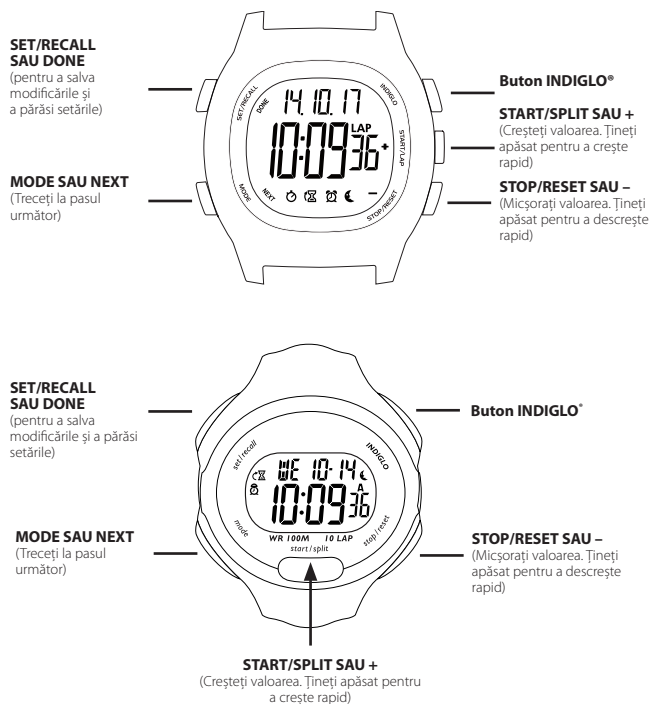 SET/RECALL
SAU DONE
(pentru a salva
modificările și
a părăsi setările)
MODE SAU NEXT
(Treceți la pasul
următor)
SET/RECALL
DONE
INDIGLO
START/LAP
STOP/RESET
MODE
NEXT
14.10.17
LAP
10:09 36 +
–
Buton INDIGLO®
START/SPLIT SAU +
(Creșteți valoarea. Țineți
apăsat pentru a crește
rapid)
STOP/RESET SAU –
(Micșorați valoarea. Țineți
apăsat pentru a descrește
rapid)
SET/RECALL
SAU DONE
(pentru a salva
modificările și a părăsi
setările)
MODE SAU NEXT
(Treceți la pasul
următor)
set/recall
INDIGLO
WE 10-14
A
10:09 36
mode
WR 100M 10 LAP
start/split
stop/reset
Buton INDIGLO®
STOP/RESET SAU –
(Micșorați valoarea. Țineți
apăsat pentru a descrește
rapid)
START/SPLIT SAU +
(Creșteți valoarea. Țineți apăsat pentru
a crește rapid)